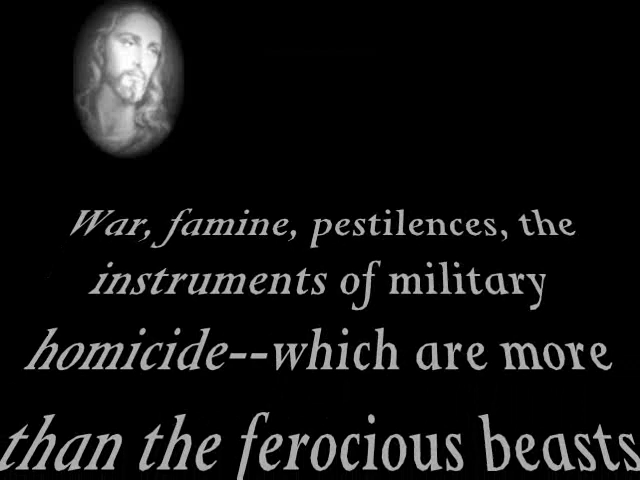 War, famine, pestilences, the
instruments of military
homicide--which are more
than the ferocious beasts